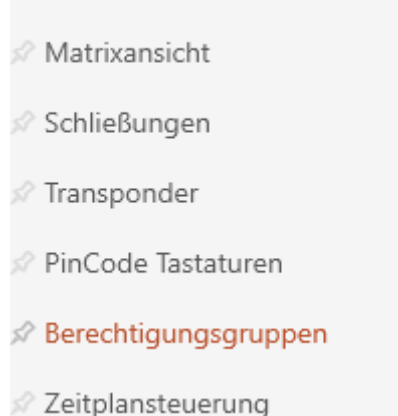 Matrixansicht
Schließungen
Transponder
PinCode Tastaturen
Berechtigungsgruppen
Zeitplansteuerung